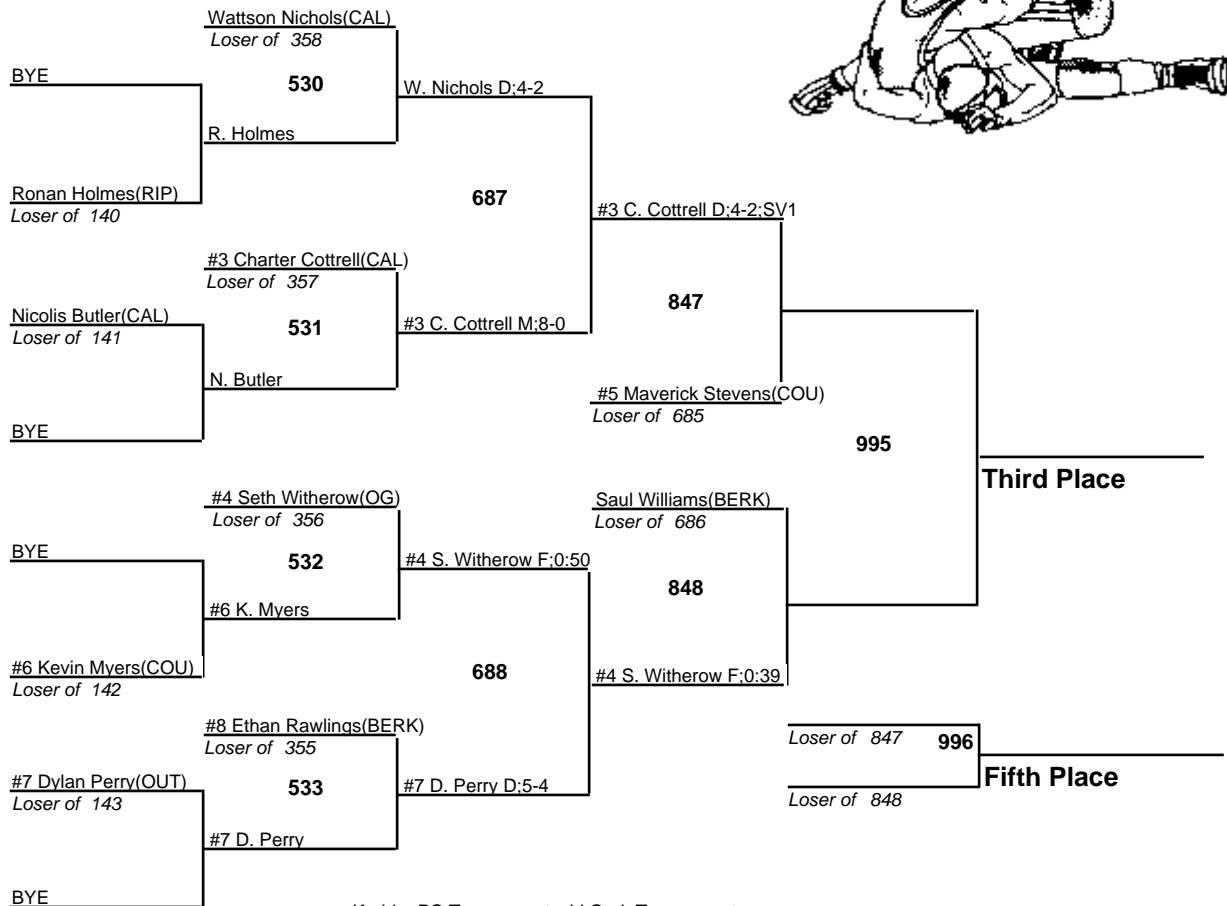 Wattson Nichols(CAL)
Loser of 358
BYE
530
W. Nichols D;4-2
R. Holmes
Ronan Holmes(RIP)
Loser of 140
687
#3 C. Cottrell D;4-2;SV1
#3 Charter Cottrell(CAL)
Loser of 357
847
Nicolis Butler(CAL)
Loser of 141
531
#3 C. Cottrell M;8-0
N. Butler
#5 Maverick Stevens(COU)
Loser of 685
BYE
995
Third Place
#4 Seth Witherow(OG)
Loser of 356
Saul Williams(BERK)
Loser of 686
BYE
532
#4 S. Witherow F;0:50
848
#6 K. Myers
#6 Kevin Myers(COU)
Loser of 142
688
#4 S. Witherow F;0:39
#8 Ethan Rawlings(BERK)
Loser of 355
Loser of 847
996
#7 Dylan Perry(OUT)
Loser of 143
533
#7 D. Perry D;5-4
Fifth Place
Loser of 848
#7 D. Perry
BYE